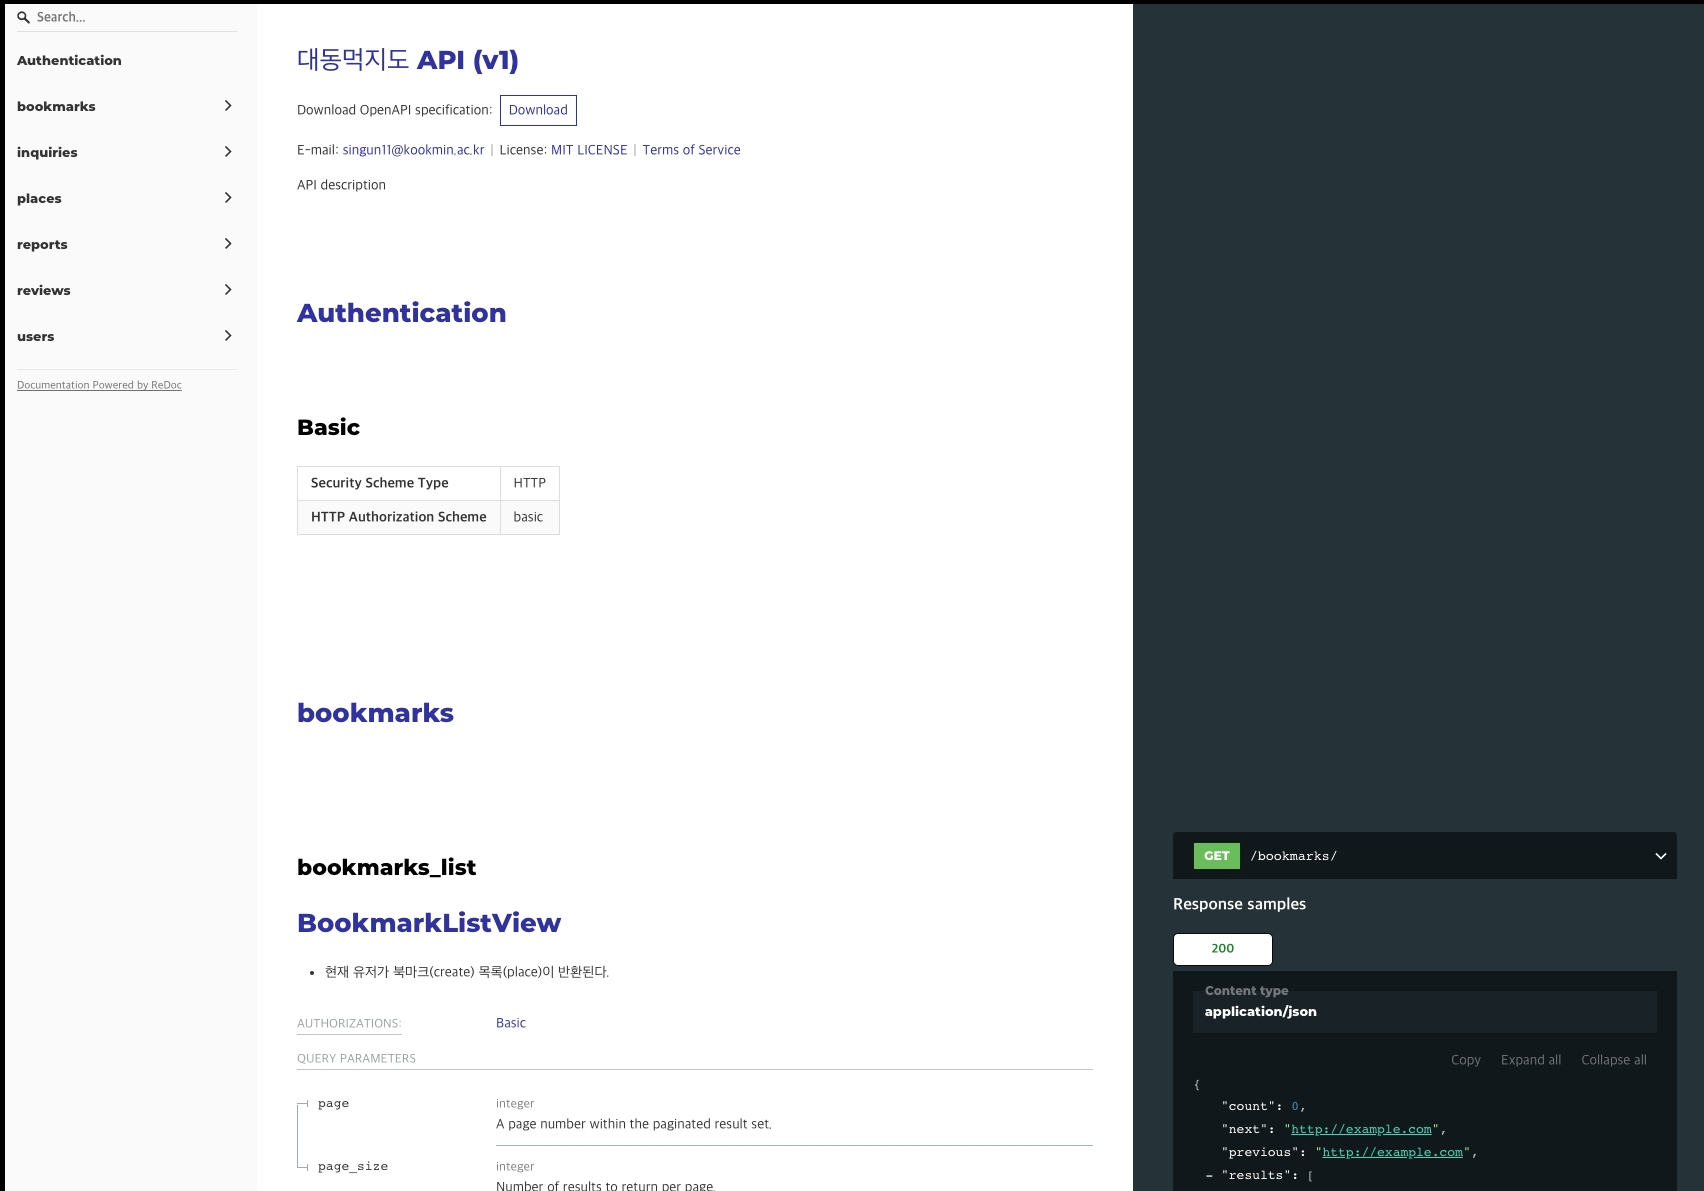 Search...
Authentication
bookmarks
inquiries
places
reports
reviews
users
Documentation Powered by ReDoc
대동먹지도 API (v1)
Download OpenAPI specification: Download
E-mail: singun11@kookmin.ac.kr | License: MIT LICENSE | Terms of Service
API description
Authentication
Basic
Security Scheme Type HTTP
HTTP Authorization Scheme basic
bookmarks
bookmarks_list
BookmarkListView
• 현재 유저가 북마크(create) 목록(place)이 반환된다.
AUTHORIZATIONS: Basic
QUERY PARAMETERS
page integer
A page number within the paginated result set.
page_size integer
Number of results to return per page.
GET /bookmarks/
Response samples
200
Content type
application/json
Copy Expand all Collapse all
{
"count": 0,
"next": "http://example.com",
"previous": "http://example.com",
- "results": [